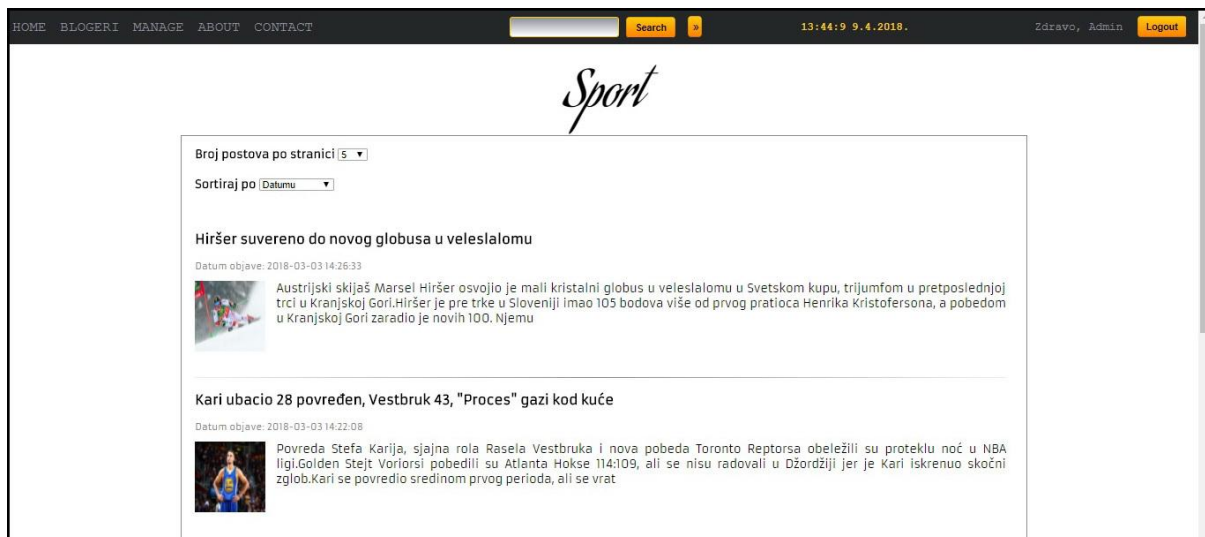 HOME BLOGERI MANAGE ABOUT CONTACT Search » 13:44:9 9.4.2018. Zdravo, Admin Logout
Sport
Broj postova po stranici 5
Sortiraj po Datumu
Hiršer suvereno do novog globusa u veleslalomu
Datum objave: 2018-03-03 14:26:33
Austrijski skijaš Marsel Hiršer osvojio je mali kristalni globus u veleslalomu u Svetskom kupu, trijumfom u pretposlednjoj
trci u Kranjskoj Gori.Hiršer je pre trke u Sloveniji imao 105 bodova više od prvog pratioca Henrika Kristofersona, a pobedom
u Kranjskoj Gori zaradio je novih 100. Njemu
Kari ubacio 28 povređen, Vestbruk 43, "Proces" gazi kod kuće
Datum objave: 2018-03-03 14:22:08
Povreda Stefa Karija, sjajna rola Rasela Vestbruka i nova pobeda Toronto Reptorsa obeležili su proteklu noć u NBA
ligi.Golden Stejt Voriorsi pobedili su Atlanta Hokse 114:109, ali se nisu radovali u Džordžiji jer je Kari iskrenuo skočni
zglob.Kari se povredio sredinom prvog perioda, ali se vrat